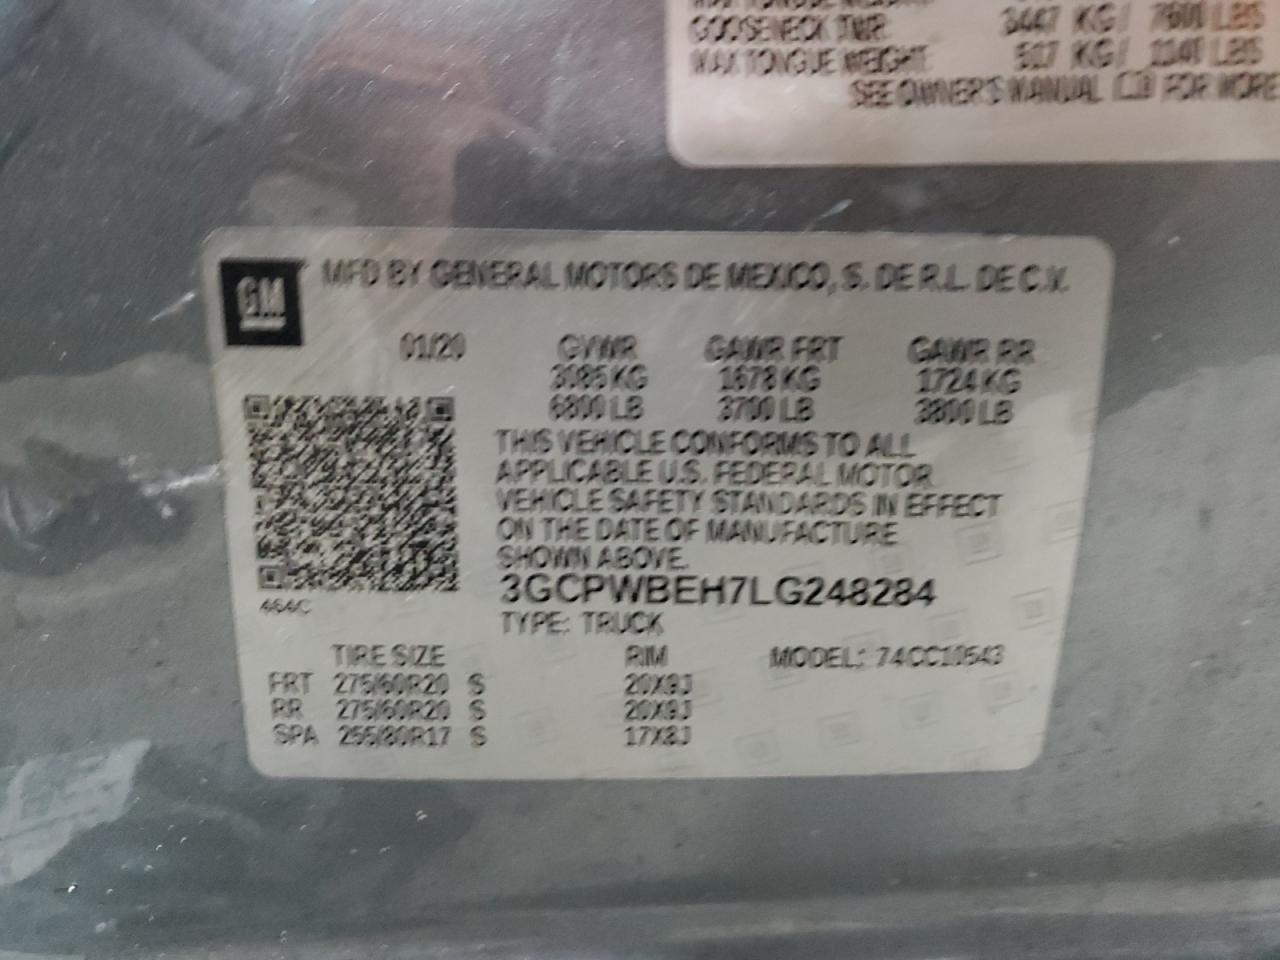 GOOSENECK TWR: 3447 KG/ 7600 LBS
MAX TONGUE WEIGHT: 517 KG/ 1140 LBS
SEE OWNER'S MANUAL FOR MORE
GM MFD BY GENERAL MOTORS DE MEXICO, S. DE R.L. DE C.V.
01/20 GVWR GAWR FRT GAWR RR
3085 KG 1678 KG 1724 KG
6800 LB 3700 LB 3800 LB
THIS VEHICLE CONFORMS TO ALL
APPLICABLE U.S. FEDERAL MOTOR
VEHICLE SAFETY STANDARDS IN EFFECT
ON THE DATE OF MANUFACTURE
SHOWN ABOVE.
3GCPWBEH7LG248284
464C
TYPE: TRUCK
TIRE SIZE RIM MODEL: 74CC10543
FRT 275/60R20 S 20X9J
RR 275/60R20 S 20X9J
SPA 255/80R17 S 17X8J